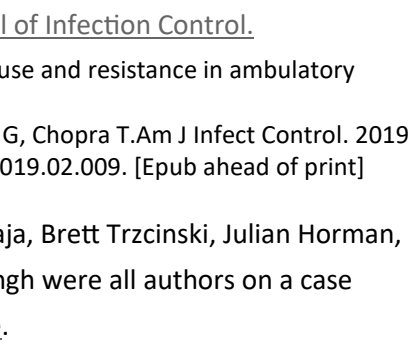 l of Infection Control.
use and resistance in ambulatory
G, Chopra T.Am J Infect Control. 2019
019.02.009. [Epub ahead of print]
aja, Brett Trzcinski, Julian Horman,
ngh were all authors on a case
.